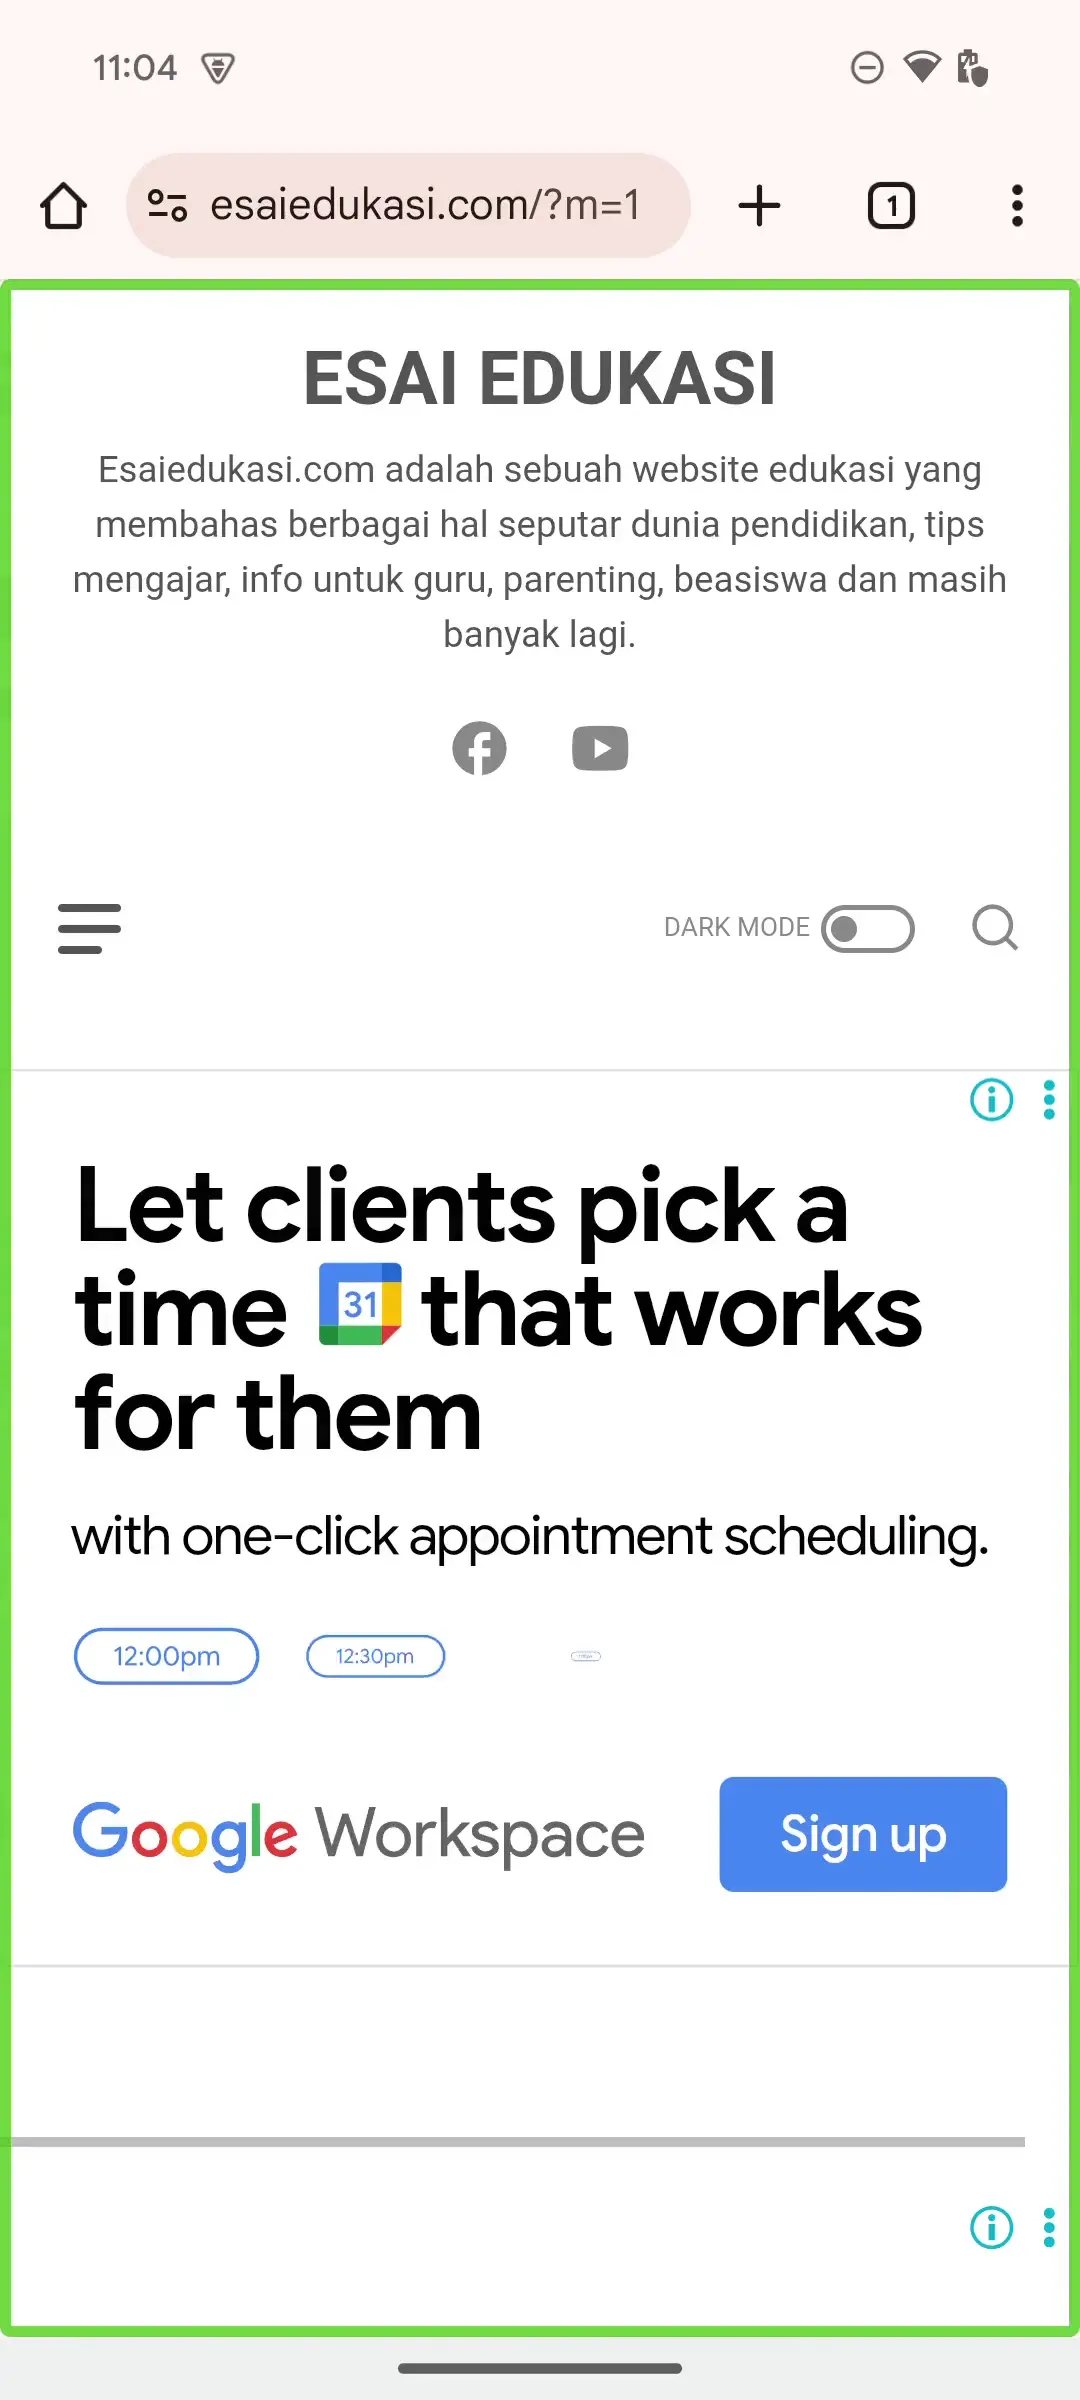 11:04
esaiedukasi.com/?m=1
1
ESAI EDUKASI
Esaiedukasi.com adalah sebuah website edukasi yang
membahas berbagai hal seputar dunia pendidikan, tips
mengajar, info untuk guru, parenting, beasiswa dan masih
banyak lagi.
DARK MODE
Let clients pick a
time 31 that works
for them
with one-click appointment scheduling.
12:00pm 12:30pm
Google Workspace
Sign up